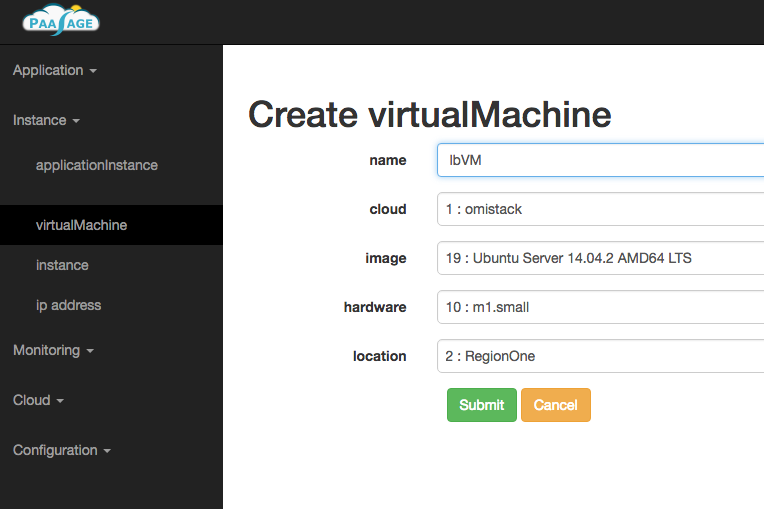 PAASAGE
Application
Instance
applicationInstance
virtualMachine
instance
ip address
Monitoring
Cloud
Configuration
Create virtualMachine
name lbVM
cloud 1 : omistack
image 19 : Ubuntu Server 14.04.2 AMD64 LTS
hardware 10 : m1.small
location 2 : RegionOne
Submit Cancel